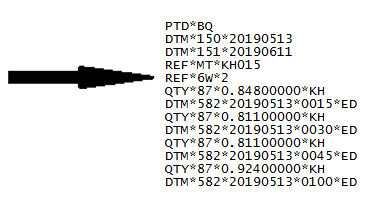 PTD*BQ
DTM*150*20190513
DTM*151*20190611
REF*MT*KH015
REF*6W*2
QTY*87*0.84800000*KH
DTM*582*20190513*0015*ED
QTY*87*0.81100000*KH
DTM*582*20190513*0030*ED
QTY*87*0.81100000*KH
DTM*582*20190513*0045*ED
QTY*87*0.92400000*KH
DTM*582*20190513*0100*ED